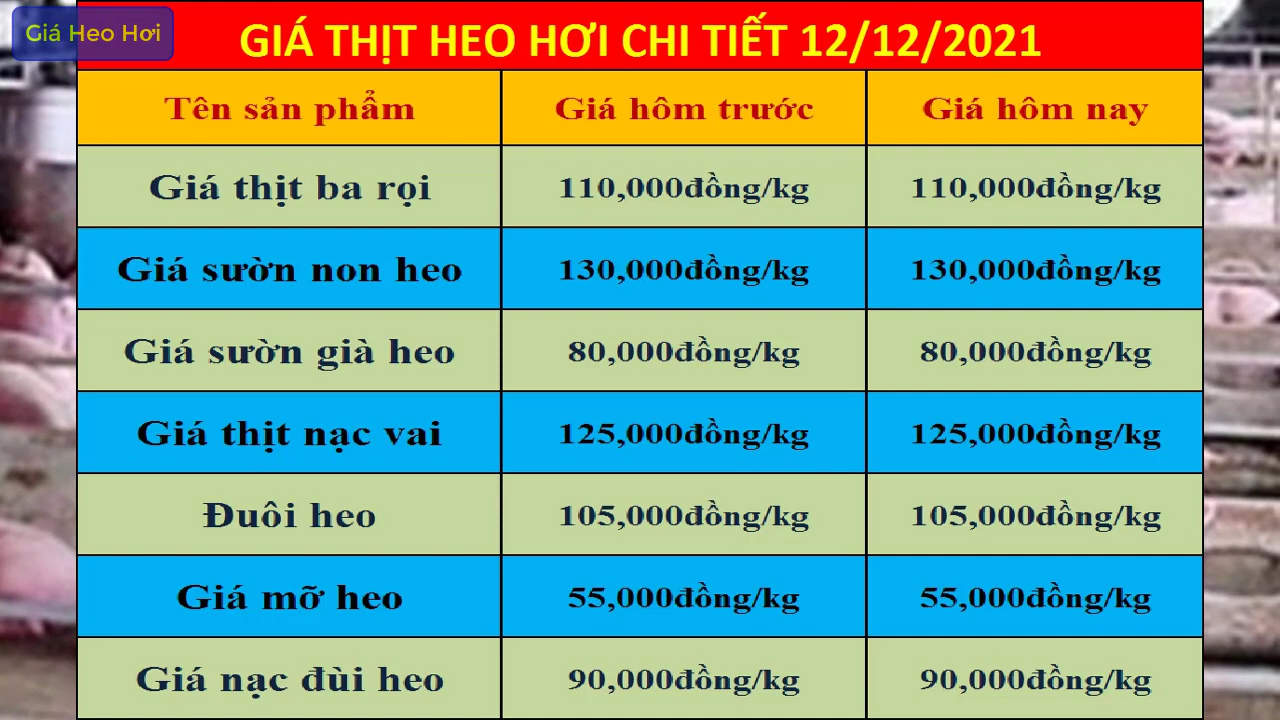 Giá Heo Hơi
GIÁ THỊT HEO HƠI CHI TIẾT 12/12/2021
Tên sản phẩm Giá hôm trước Giá hôm nay
Giá thịt ba rọi 110,000đồng/kg 110,000đồng/kg
Giá sườn non heo 130,000đồng/kg 130,000đồng/kg
Giá sườn già heo 80,000đồng/kg 80,000đồng/kg
Giá thịt nạc vai 125,000đồng/kg 125,000đồng/kg
Đuôi heo 105,000đồng/kg 105,000đồng/kg
Giá mỡ heo 55,000đồng/kg 55,000đồng/kg
Giá nạc đùi heo 90,000đồng/kg 90,000đồng/kg